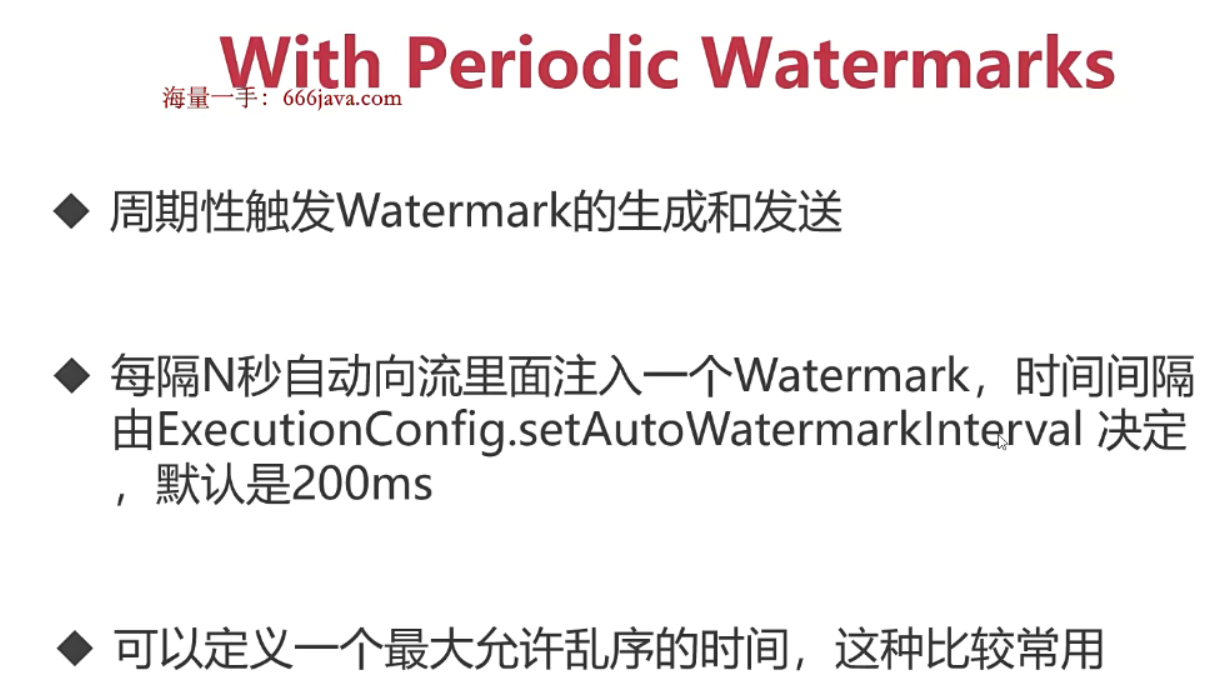 With Periodic Watermarks
海量一手：666java.com
周期性触发Watermark的生成和发送
每隔N秒自动向流里面注入一个Watermark，时间间隔
由ExecutionConfig.setAutoWatermarkInterval 决定
，默认是200ms
可以定义一个最大允许乱序的时间，这种比较常用